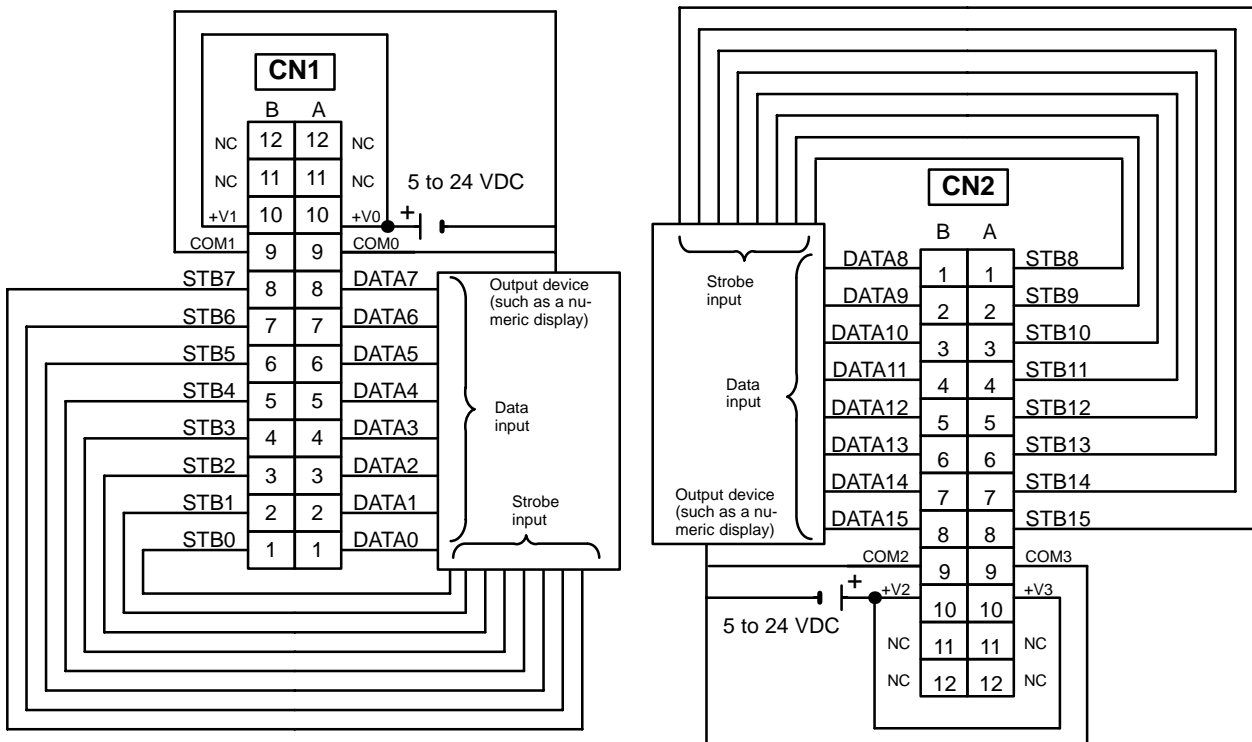 CN1
B A
NC 12 12 NC
NC 11 11 NC
5 to 24 VDC
+V1 10 10 +V0 +
COM1 9 9 COM0
STB7 8 8 DATA7
STB6 7 7 DATA6
STB5 6 6 DATA5
STB4 5 5 DATA4
STB3 4 4 DATA3
STB2 3 3 DATA2
STB1 2 2 DATA1
STB0 1 1 DATA0
Output device
(such as a nu-
meric display)
Data
input
Strobe
input
CN2
B A
Strobe
input
DATA8 1 1 STB8
DATA9 2 2 STB9
DATA10 3 3 STB10
DATA11 4 4 STB11
Data
input
DATA12 5 5 STB12
DATA13 6 6 STB13
DATA14 7 7 STB14
DATA15 8 8 STB15
Output device
(such as a nu-
meric display)
COM2 9 9 COM3
+ +V2 10 10 +V3
5 to 24 VDC
NC 11 11 NC
NC 12 12 NC